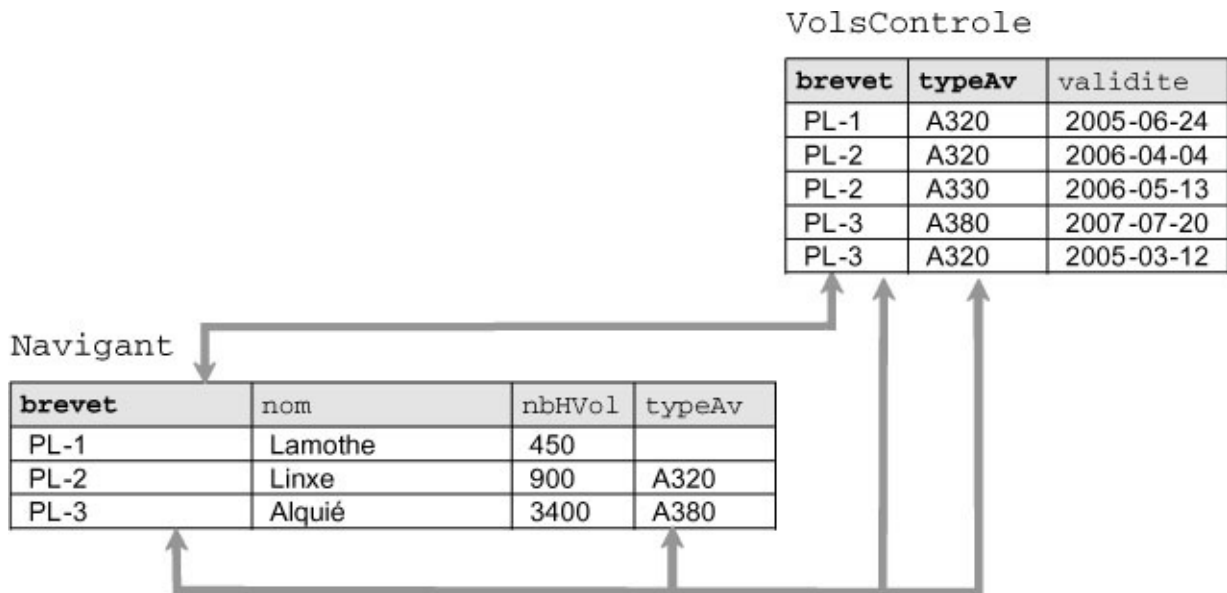 VolsControle
brevet typeAv validite
PL-1 A320 2005-06-24
PL-2 A320 2006-04-04
PL-2 A330 2006-05-13
PL-3 A380 2007-07-20
PL-3 A320 2005-03-12
Navigant
brevet nom nbHVol typeAv
PL-1 Lamothe 450
PL-2 Linxe 900 A320
PL-3 Alquié 3400 A380